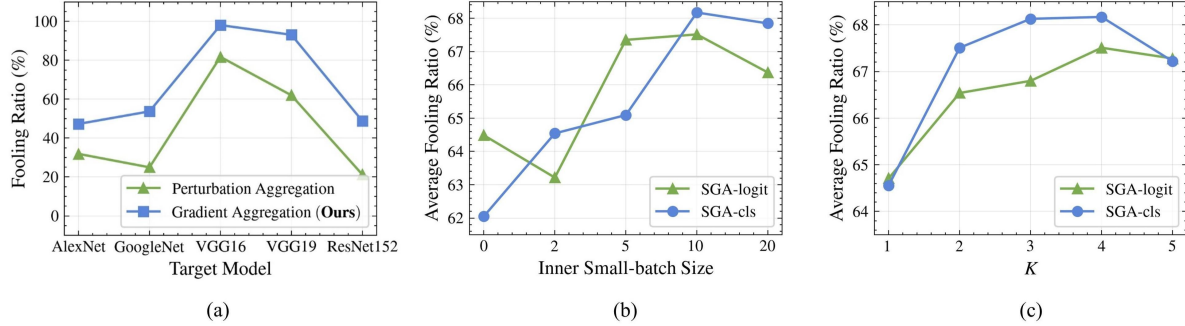 Fooling Ratio (%)
100
80
60
40
20
0
Perturbation Aggregation
Gradient Aggregation (Ours)
AlexNet GoogleNet VGG16 VGG19 ResNet152
Target Model
(a)
Average Fooling Ratio (%)
68
67
66
65
64
63
62
SGA-logit
SGA-cls
0 2 5 10 20
Inner Small-batch Size
(b)
Average Fooling Ratio (%)
68
67
66
65
64
SGA-logit
SGA-cls
1 2 3 4 5
K
(c)